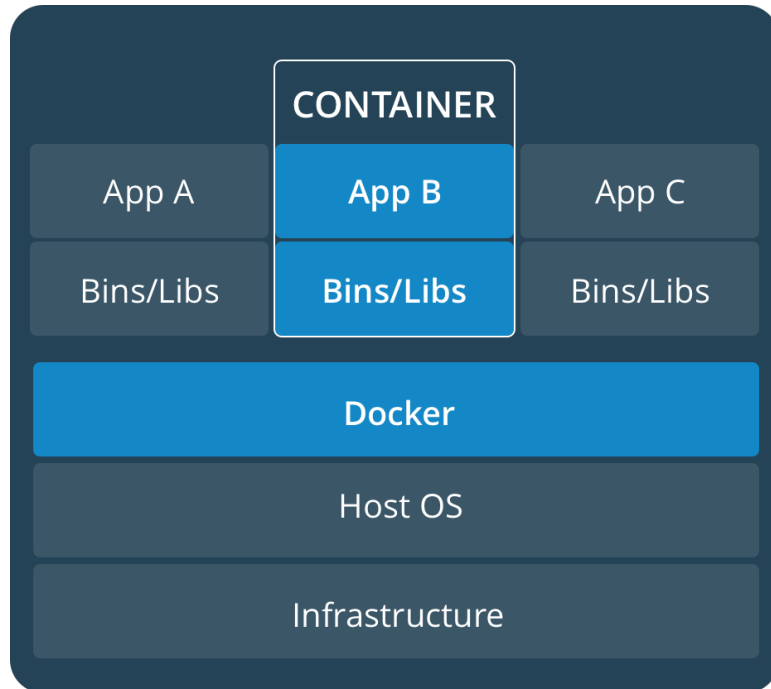 CONTAINER
App A
App B
App C
Bins/Libs
Bins/Libs
Bins/Libs
Docker
Host OS
Infrastructure